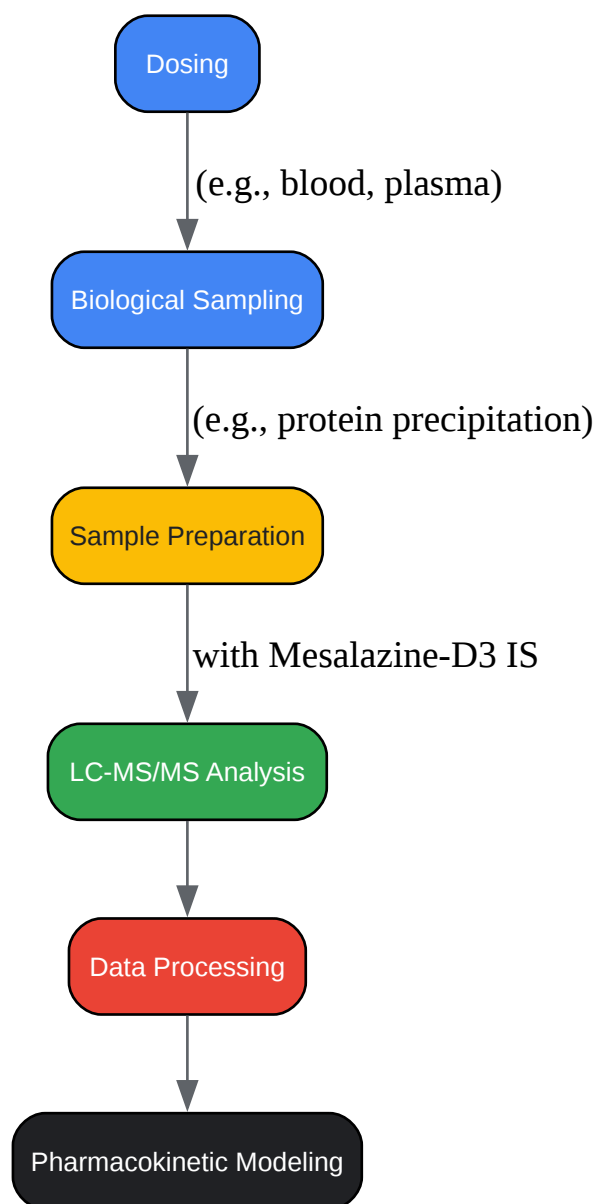 Dosing
(e.g., blood, plasma)
Biological Sampling
(e.g., protein precipitation)
Sample Preparation
with Mesalazine-D3 IS
LC-MS/MS Analysis
Data Processing
Pharmacokinetic Modeling